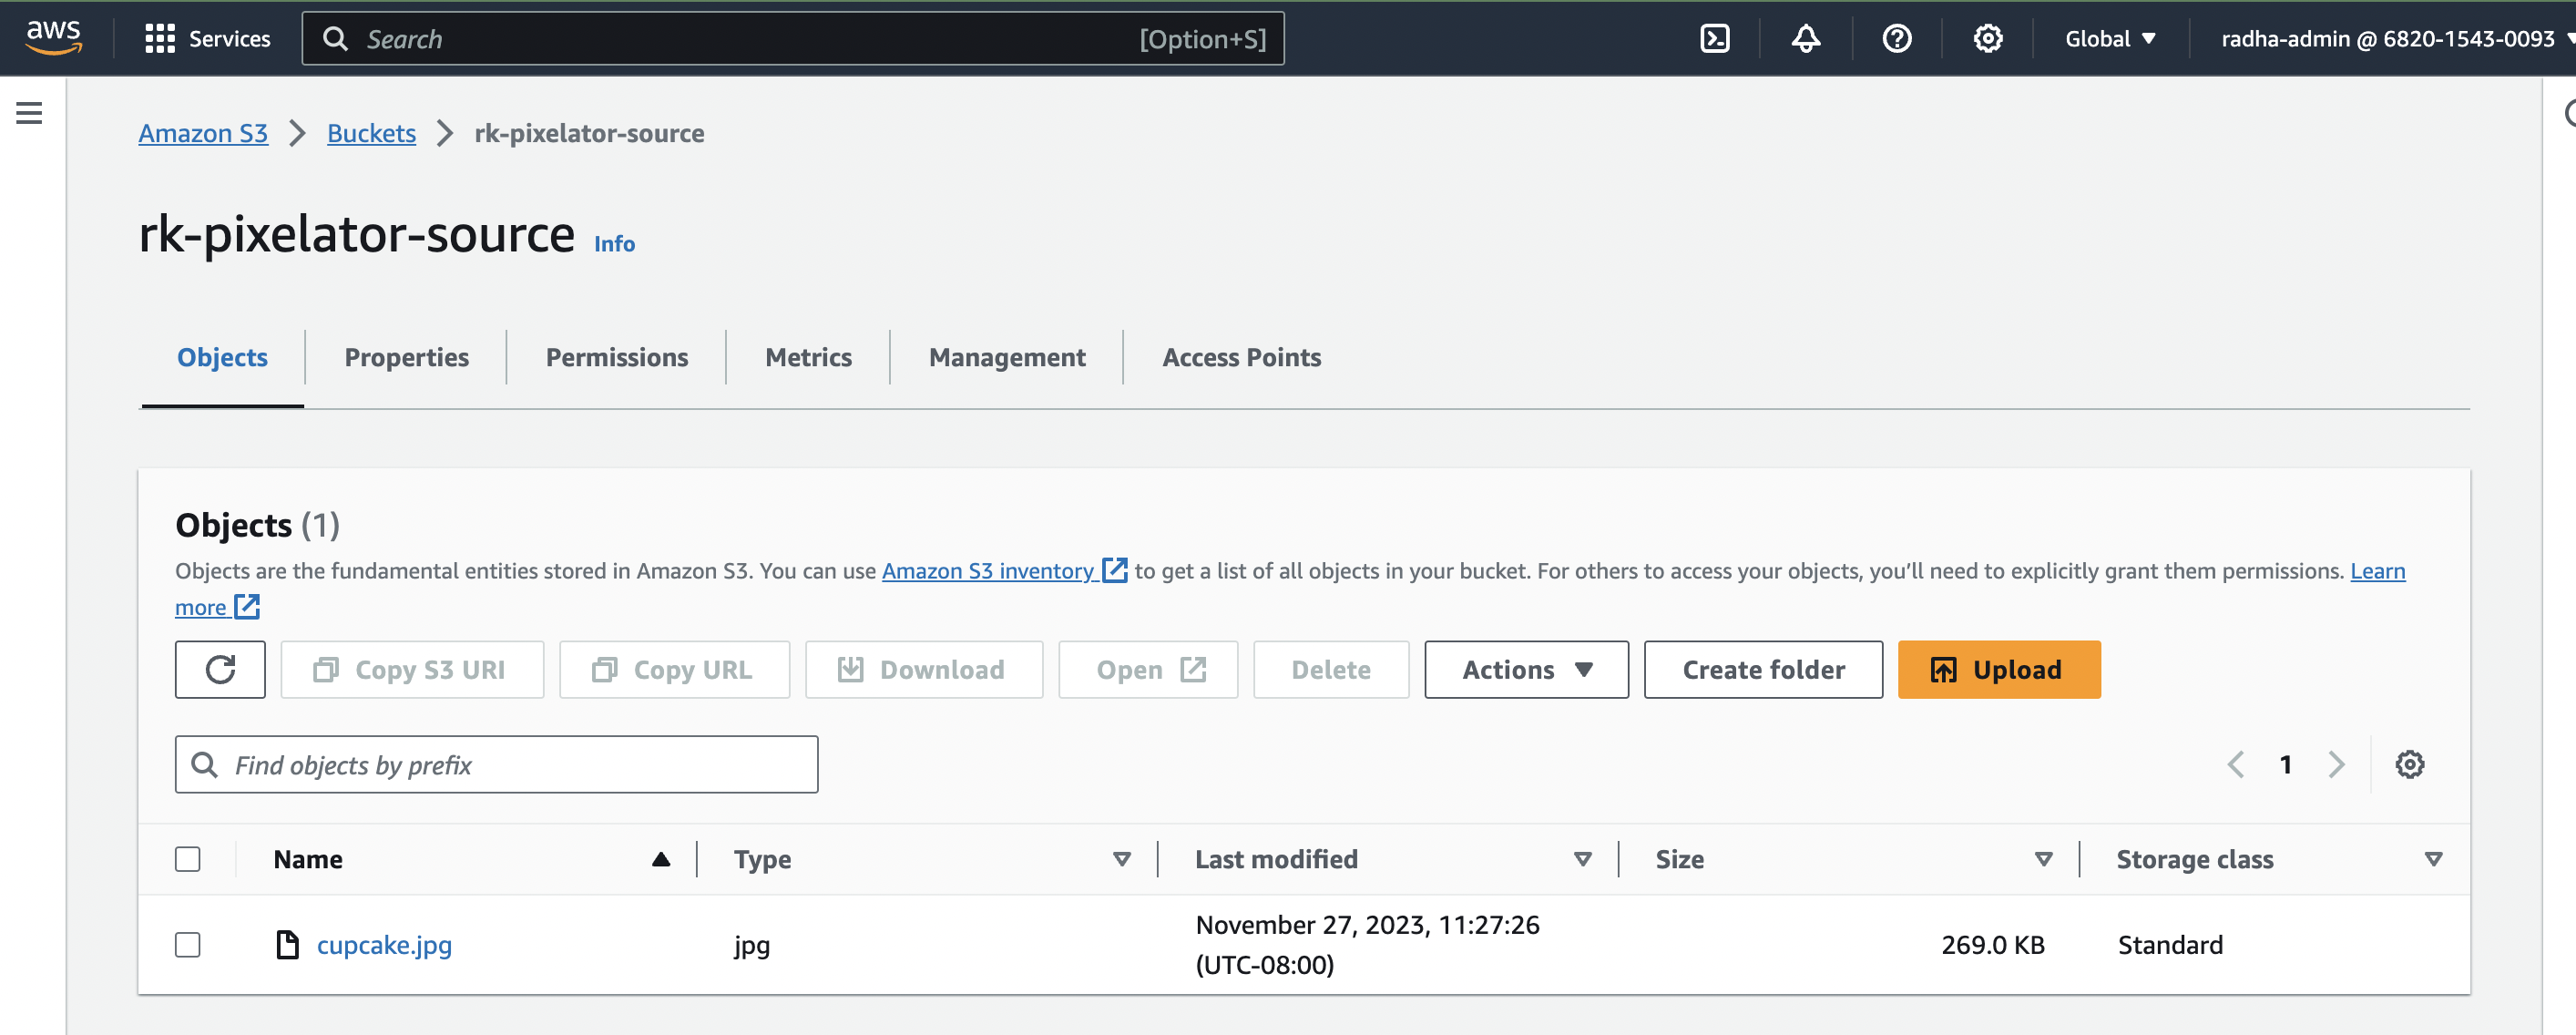 aws Services Search [Option+S] Global radha-admin @ 6820-1543-0093
Amazon S3 Buckets rk-pixelator-source
rk-pixelator-source Info
Objects Properties Permissions Metrics Management Access Points
Objects (1)
Objects are the fundamental entities stored in Amazon S3. You can use Amazon S3 inventory to get a list of all objects in your bucket. For others to access your objects, you’ll need to explicitly grant them permissions. Learn
more
Copy S3 URI Copy URL Download Open Delete Actions Create folder Upload
Find objects by prefix 1
Name Type Last modified Size Storage class
cupcake.jpg jpg November 27, 2023, 11:27:26 269.0 KB Standard
(UTC-08:00)